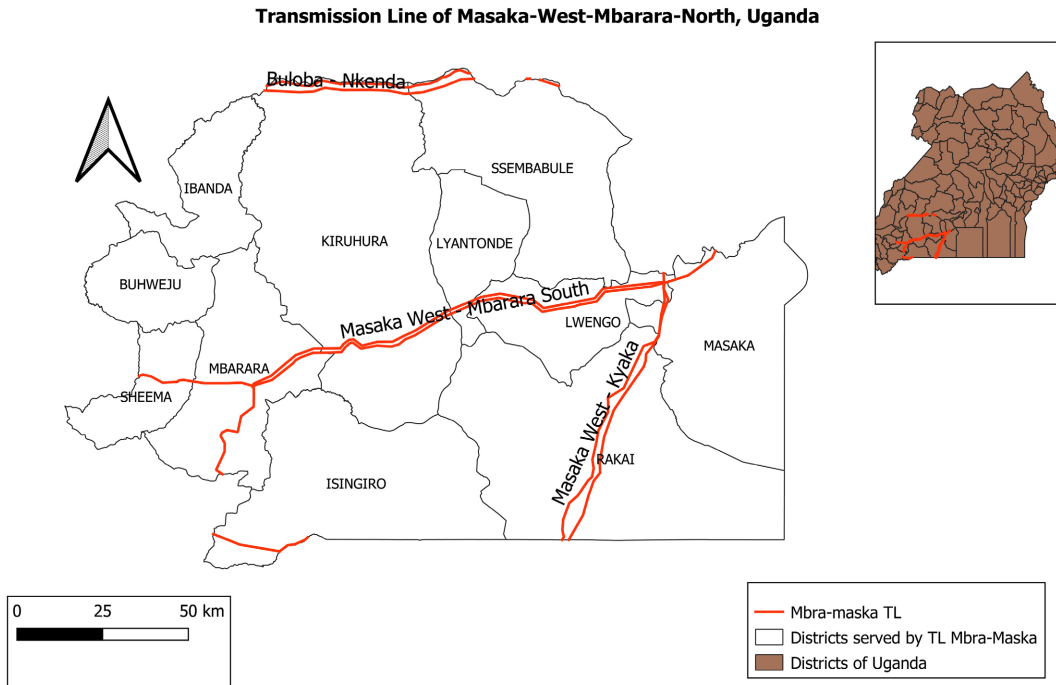 Transmission Line of Masaka-West-Mbarara-North, Uganda
Buloba - Nkenda
SSEMBABULE
IBANDA
KIRUHURA
LYANTONDE
BUHWEJU
Masaka West - Mbarara South
LWENGO
MASAKA
MBARARA
SHEEMA
Masaka West - Kyaka
RAKAI
ISINGIRO
0 25 50 km
Mbra-maska TL
Districts served by TL Mbra-Maska
Districts of Uganda